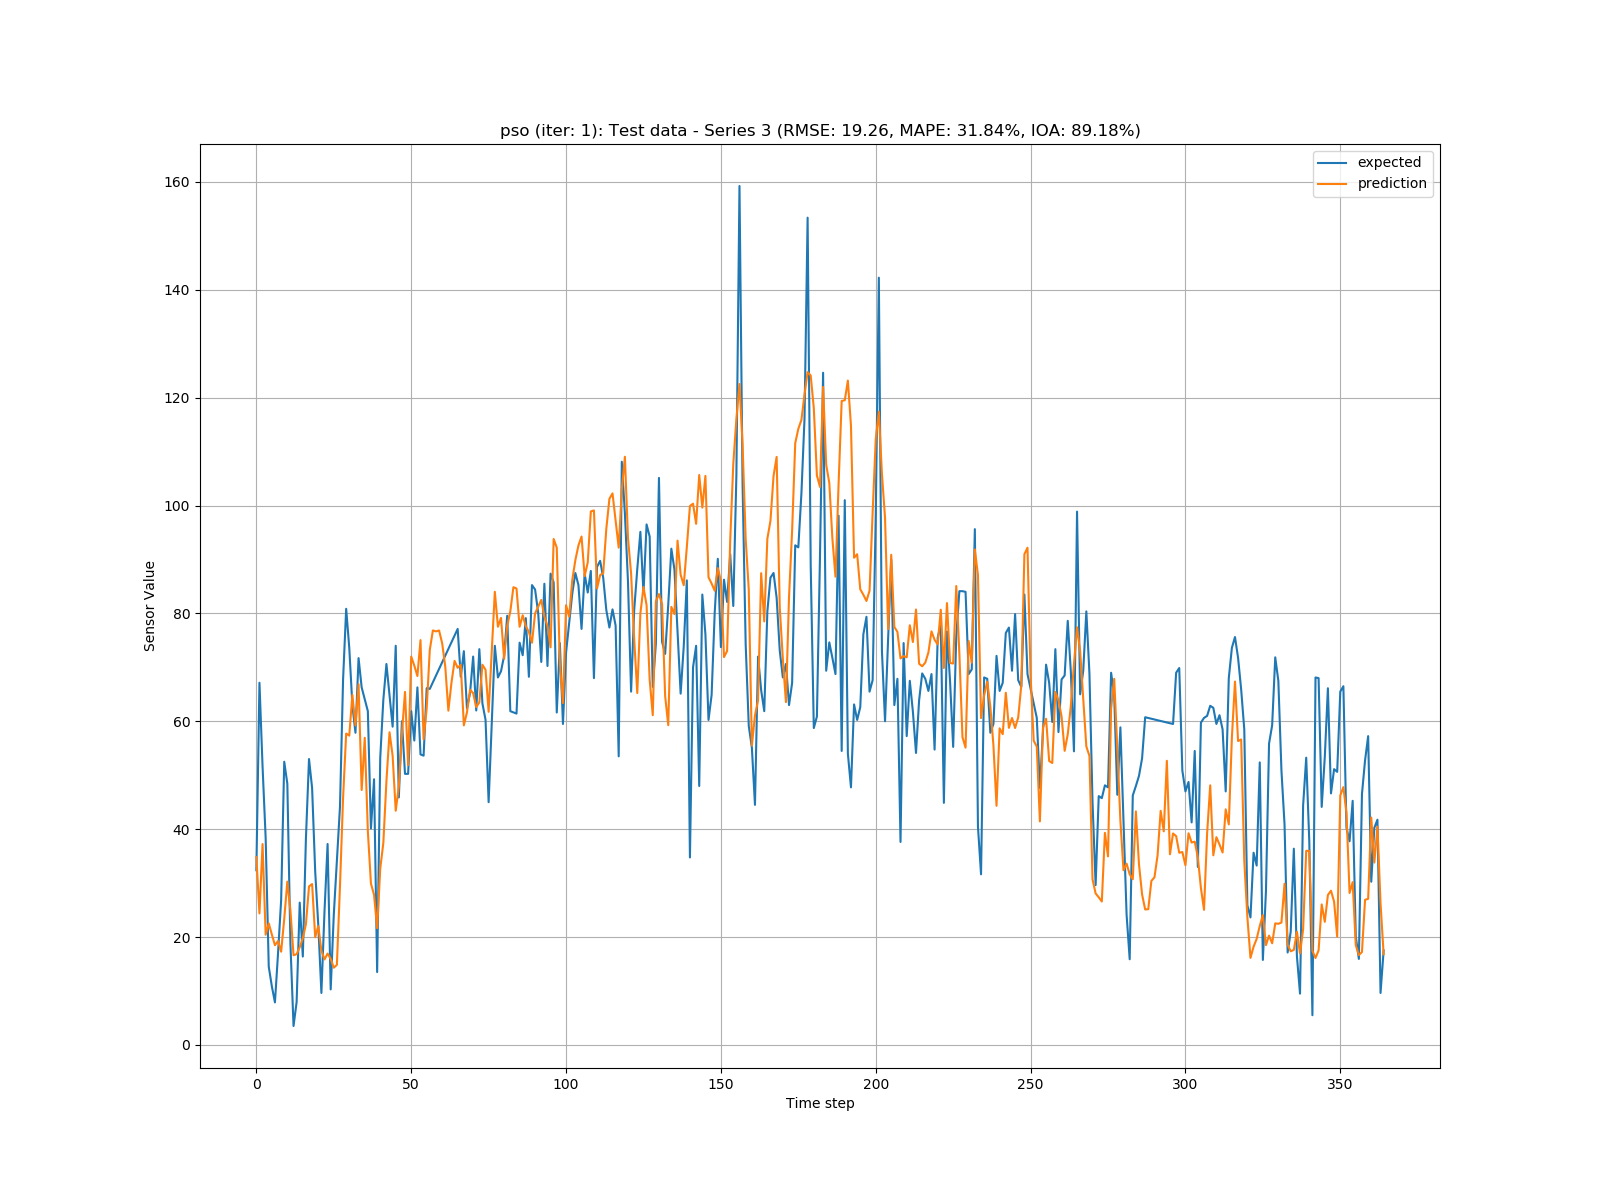 pso (iter: 1): Test data - Series 3 (RMSE: 19.26, MAPE: 31.84%, IOA: 89.18%)
expected
prediction
160
140
120
100
80
60
40
20
0
Sensor Value
0 50 100 150 200 250 300 350
Time step